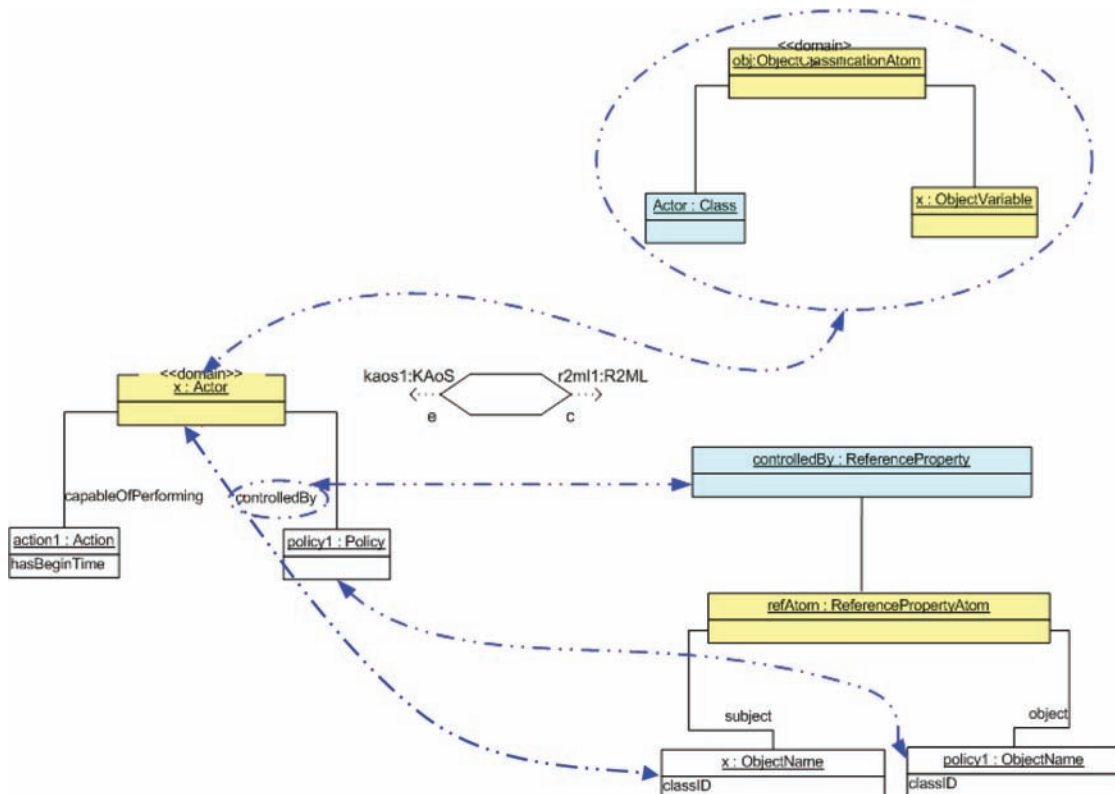 <<domain>
obj:ObjectClassificationAtom
Actor : Class
x : ObjectVariable
<<domain>>
x : Actor
kaos1:KAoS
r2ml1:R2ML
e
c
controlledBy : ReferenceProperty
capableOfPerforming
controlledBy
action1 : Action
hasBeginTime
policy1 : Policy
refAtom : ReferencePropertyAtom
subject
object
x : ObjectName
classID
policy1 : ObjectName
classID